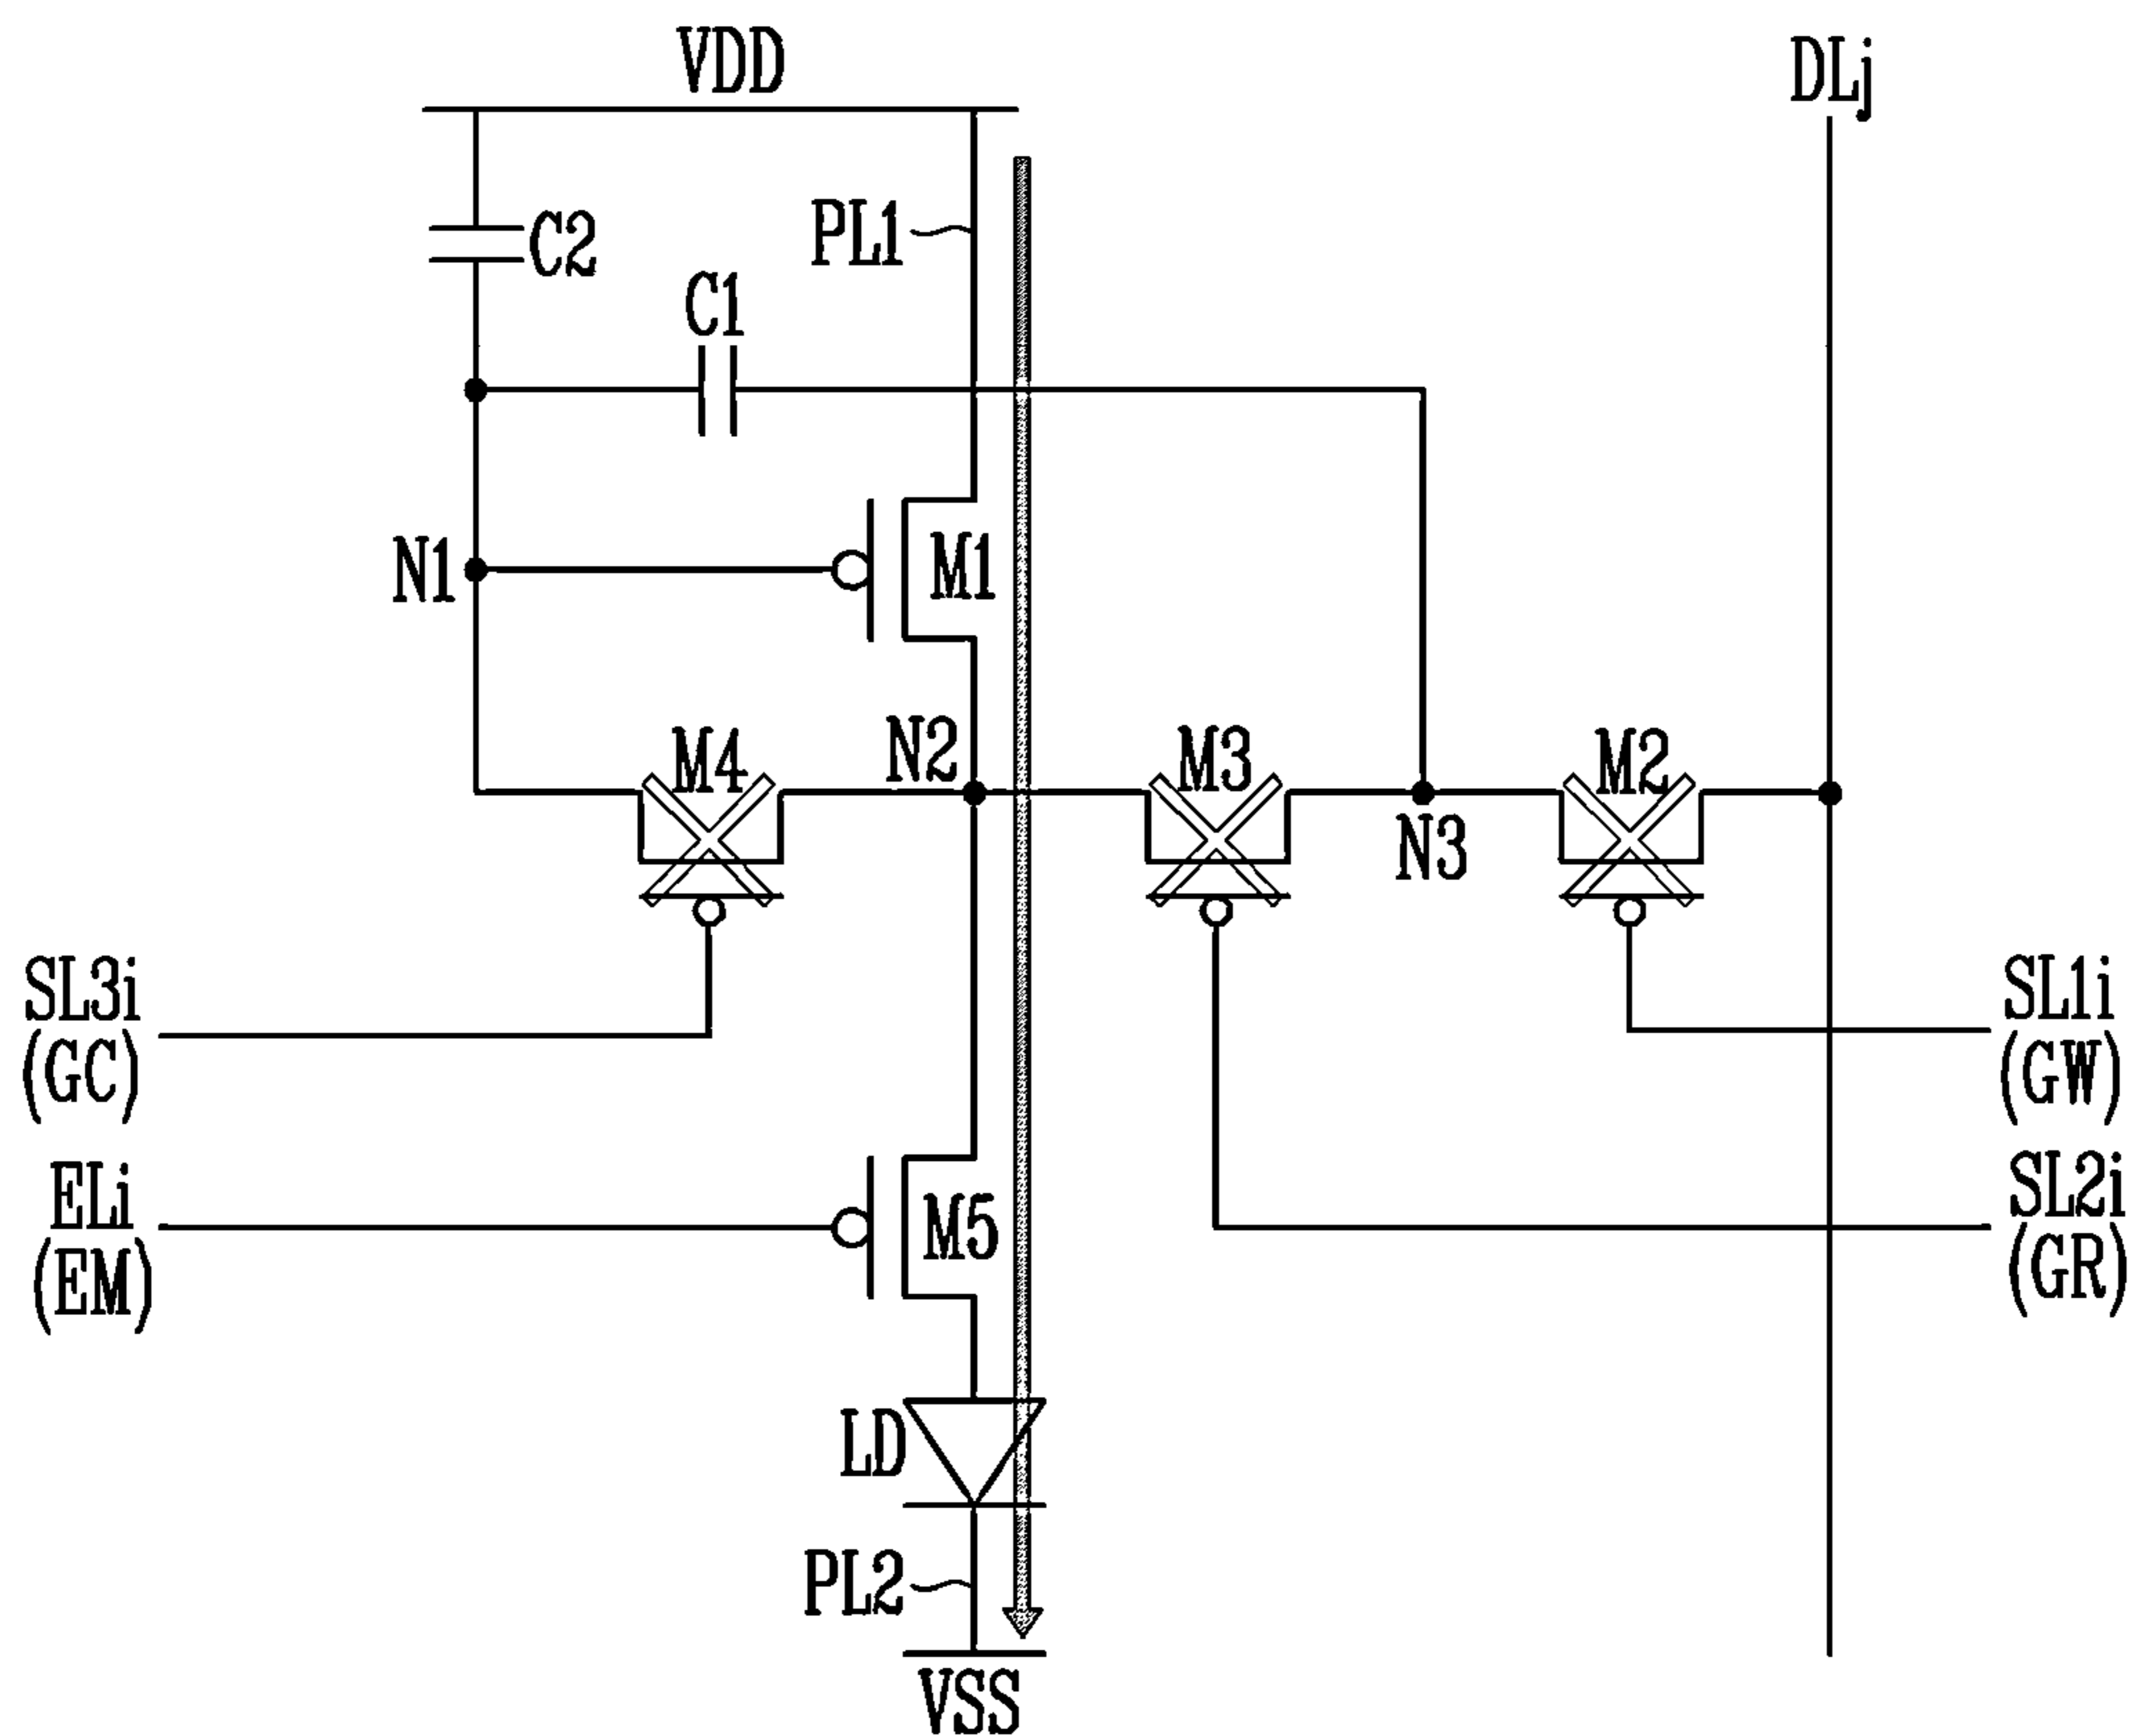 VDD
DLj
PL1
C2
C1
N1
M1
N2
M4
M3
M2
N3
SL3i
(GC)
SL1i
(GW)
ELi
(EM)
M5
SL2i
(GR)
LD
PL2
VSS